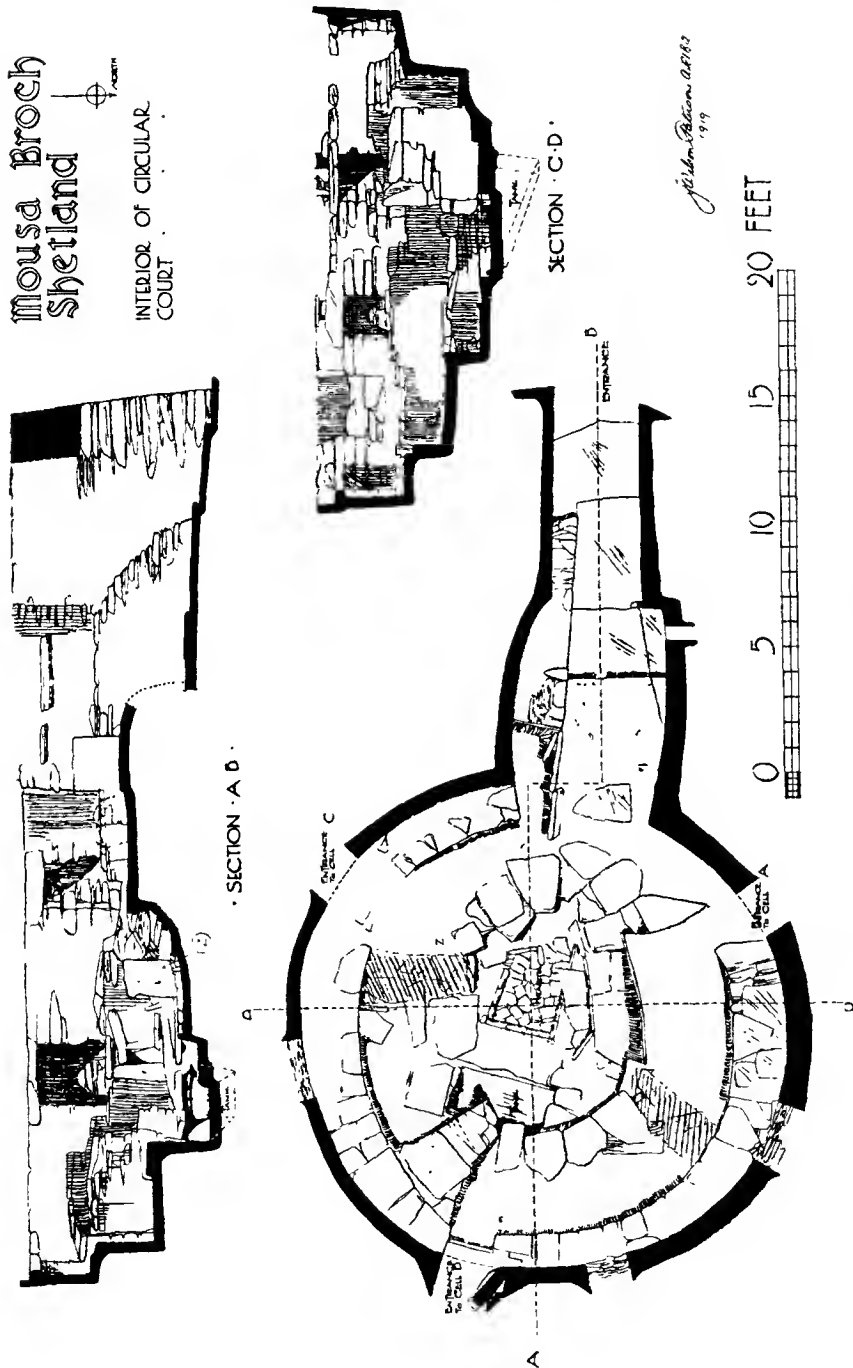 Mousa Broch
Shetland
NORTH
INTERIOR OF CIRCULAR
COURT
· SECTION · A B ·
SECTION · C·D ·
TANK
1919
ENTRANCE
TO CELL C
ENTRANCE
TO CELL A
ENTRANCE
TO CELL B
ENTRANCE
A
B
C
D
0 5 10 15 20 FEET